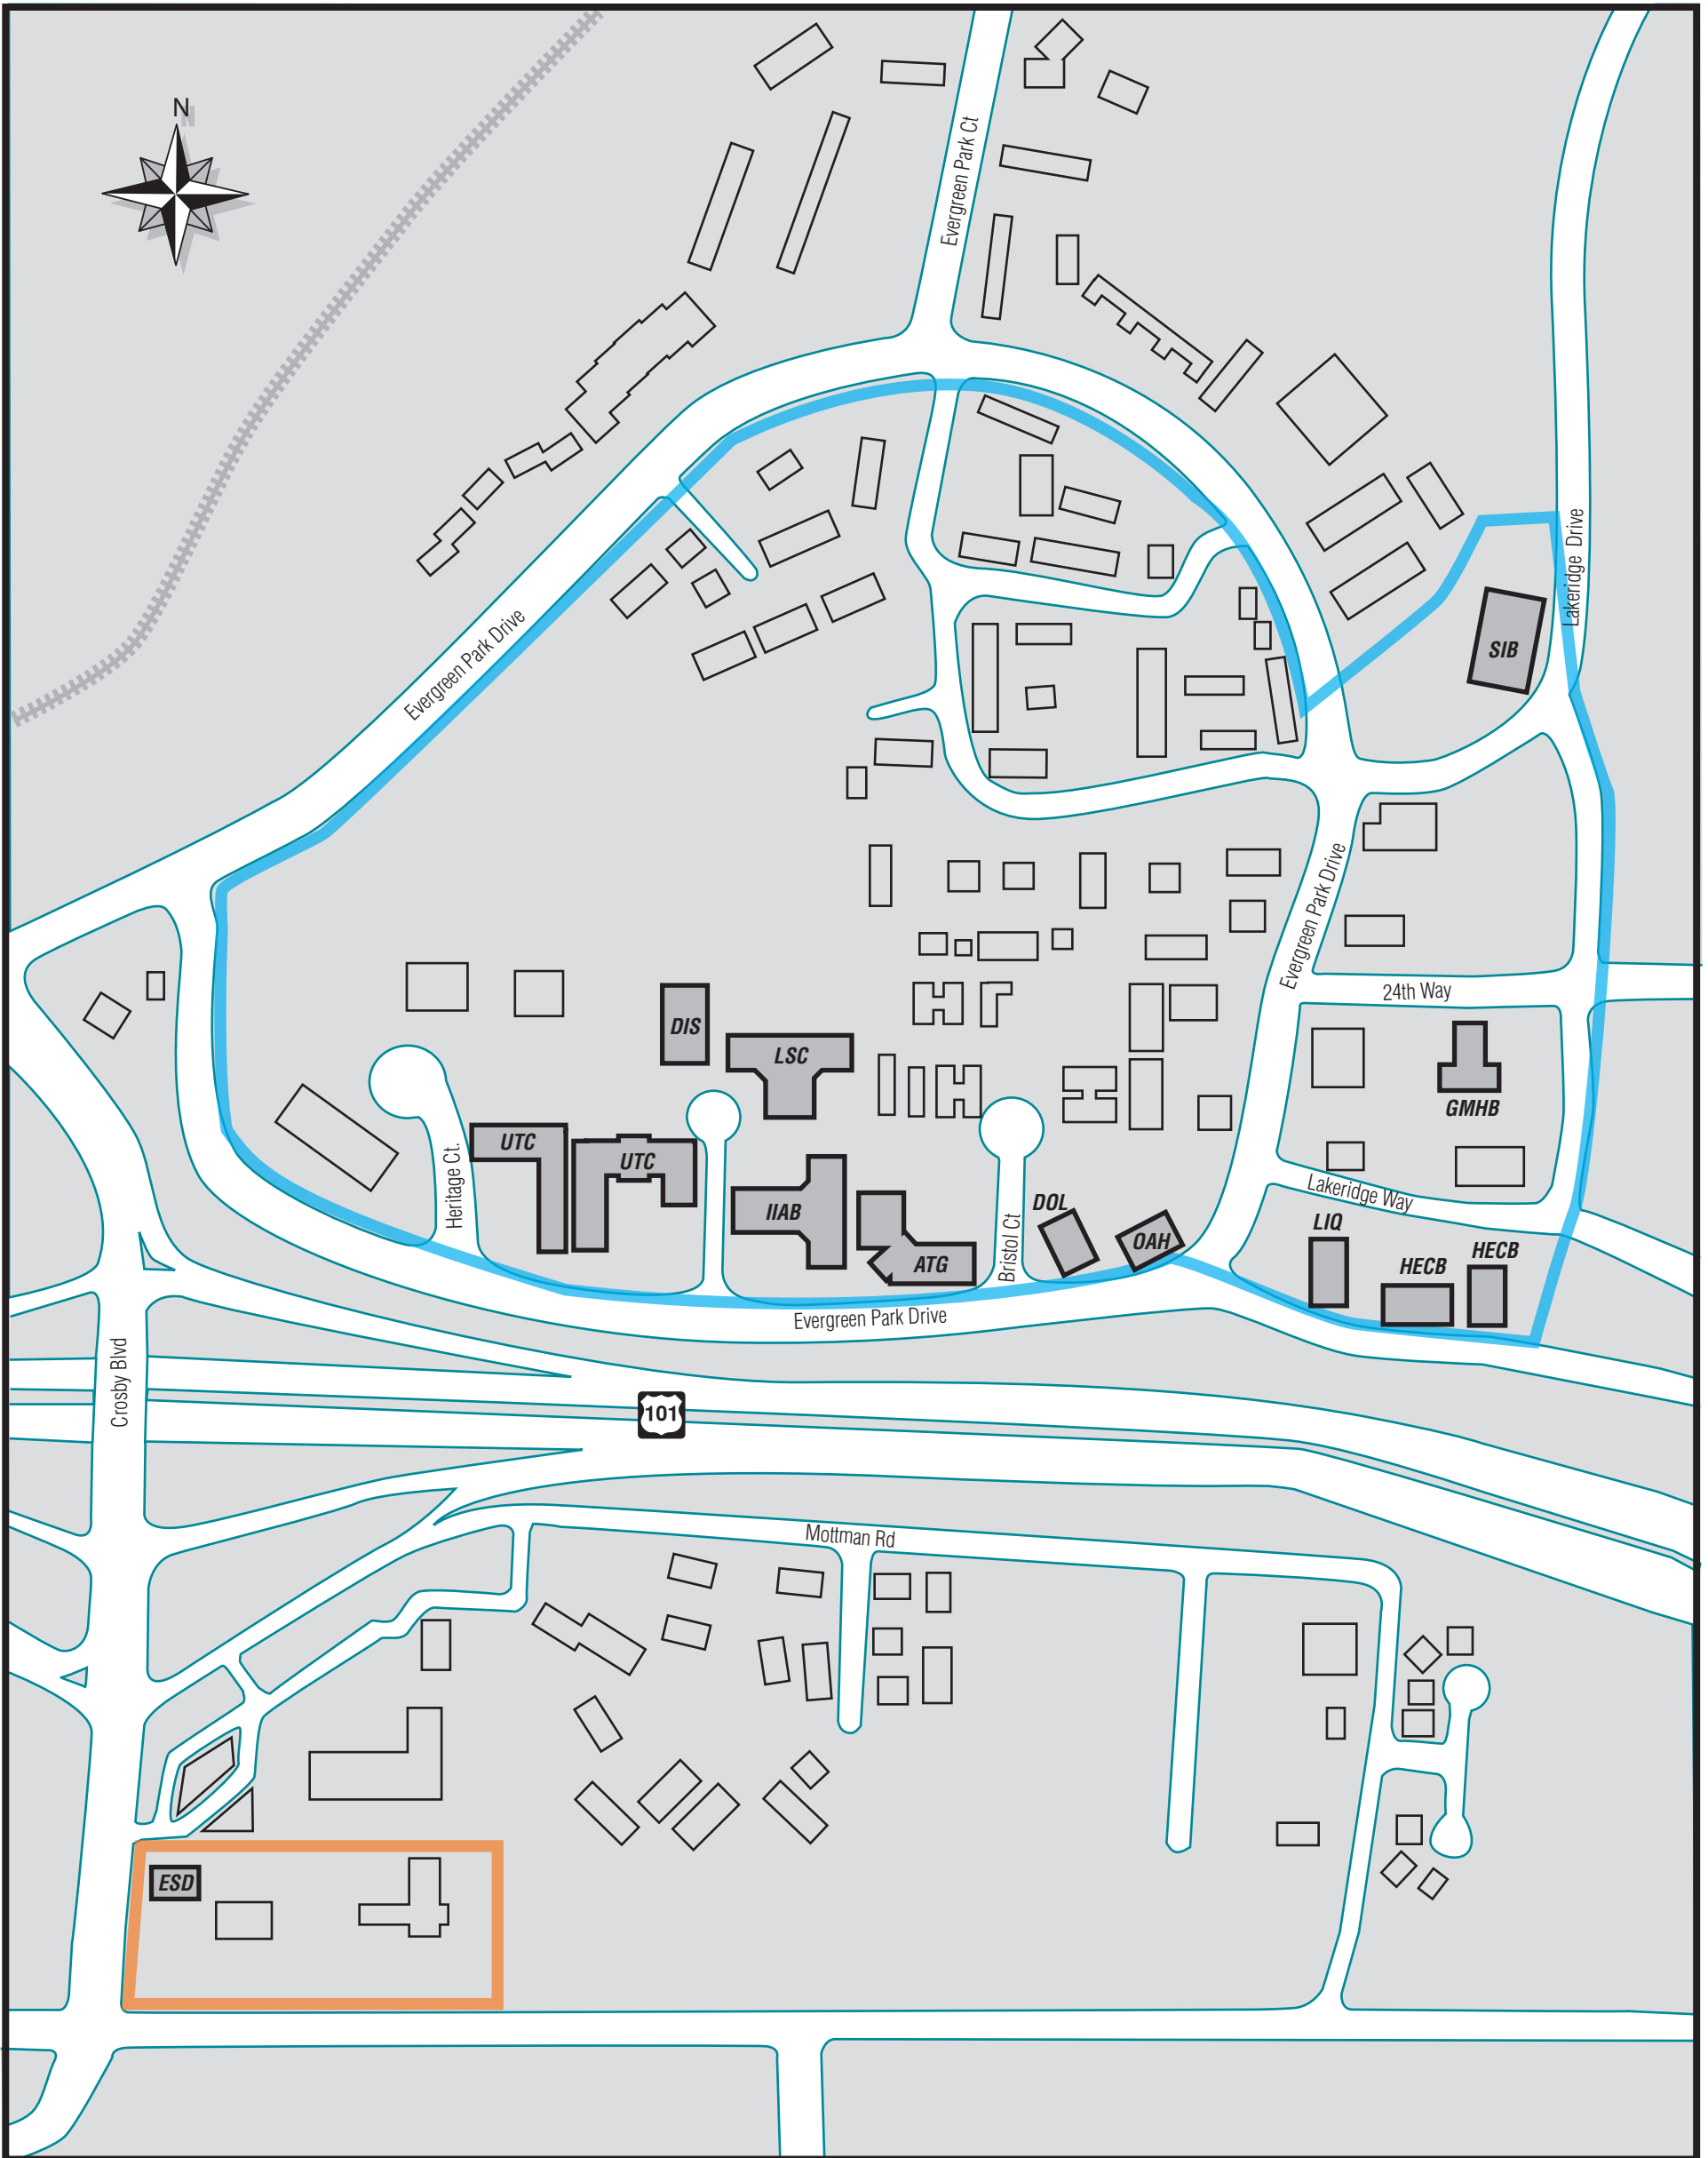 N
Evergreen Park Ct
Lakeridge Drive
SIB
Evergreen Park Drive
Evergreen Park Drive
24th Way
DIS
LSC
GMHB
UTC
UTC
Heritage Ct.
IIAB
ATG
Bristol Ct
DOL
OAH
Lakeridge Way
LIQ
HECB
HECB
Evergreen Park Drive
Crosby Blvd
101
Mottman Rd
ESD